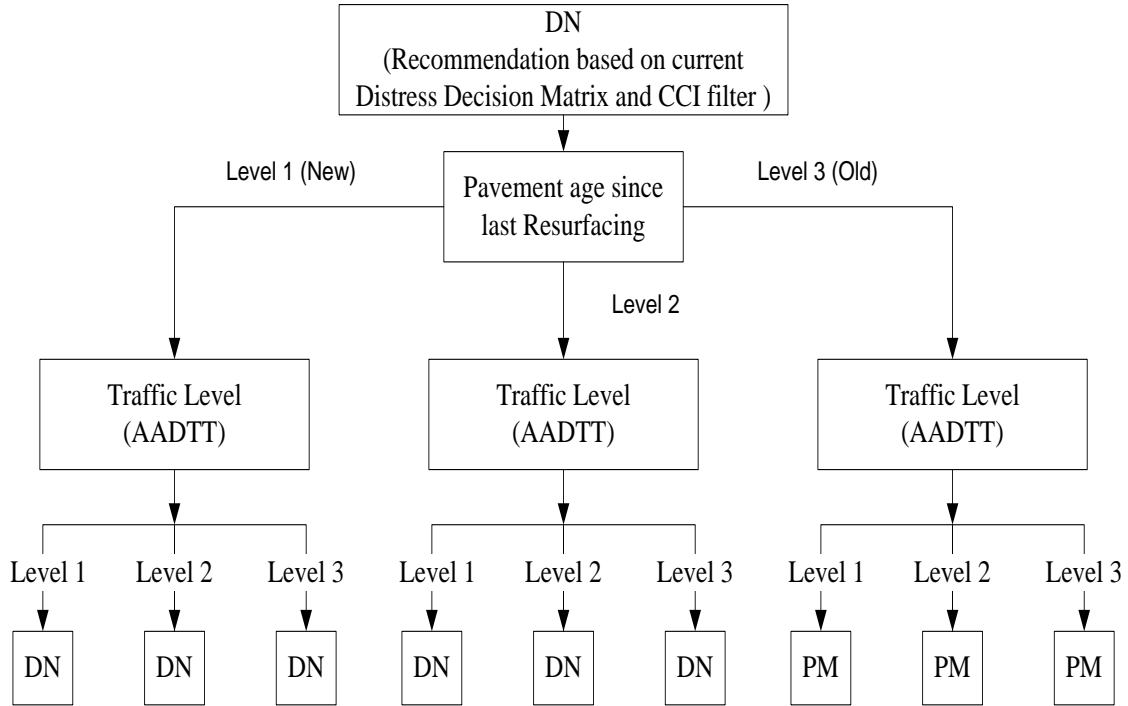 DN
(Recommendation based on current
Distress Decision Matrix and CCI filter )
Level 1 (New)
Pavement age since
last Resurfacing
Level 3 (Old)
Level 2
Traffic Level
(AADTT)
Traffic Level
(AADTT)
Traffic Level
(AADTT)
Level 1
Level 2
Level 3
Level 1
Level 2
Level 3
Level 1
Level 2
Level 3
DN
DN
DN
DN
DN
DN
PM
PM
PM